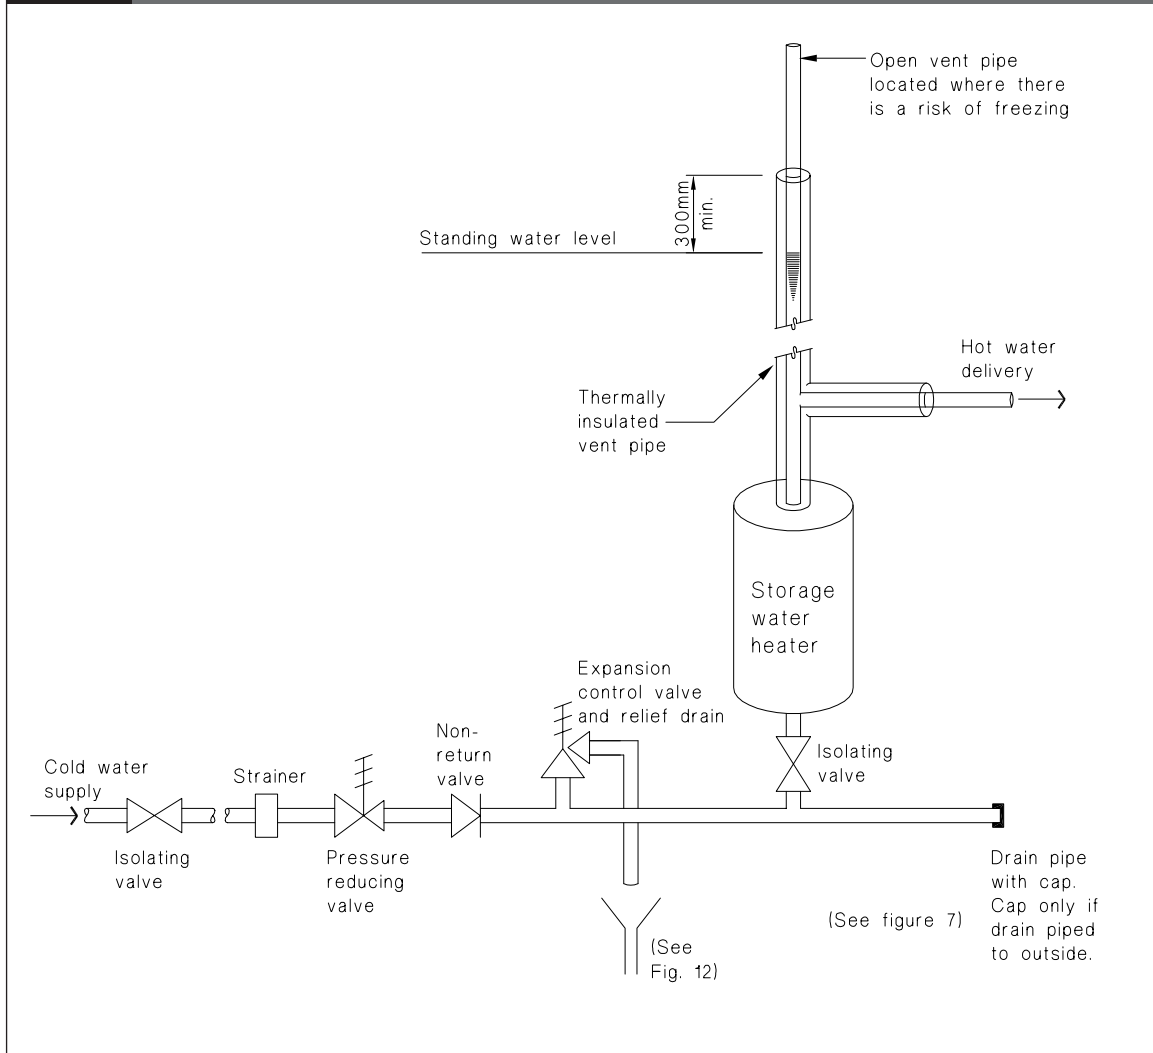 Open vent pipe
located where there
is a risk of freezing
300mm
min.
Standing water level
Hot water
delivery
Thermally
insulated
vent pipe
Storage
water
heater
Expansion
control valve
and relief drain
Non-
return
valve
Isolating
valve
Cold water
supply
Strainer
Isolating
valve
Pressure
reducing
valve
Drain pipe
with cap.
Cap only if
drain piped
to outside.
(See figure 7)
(See
Fig. 12)